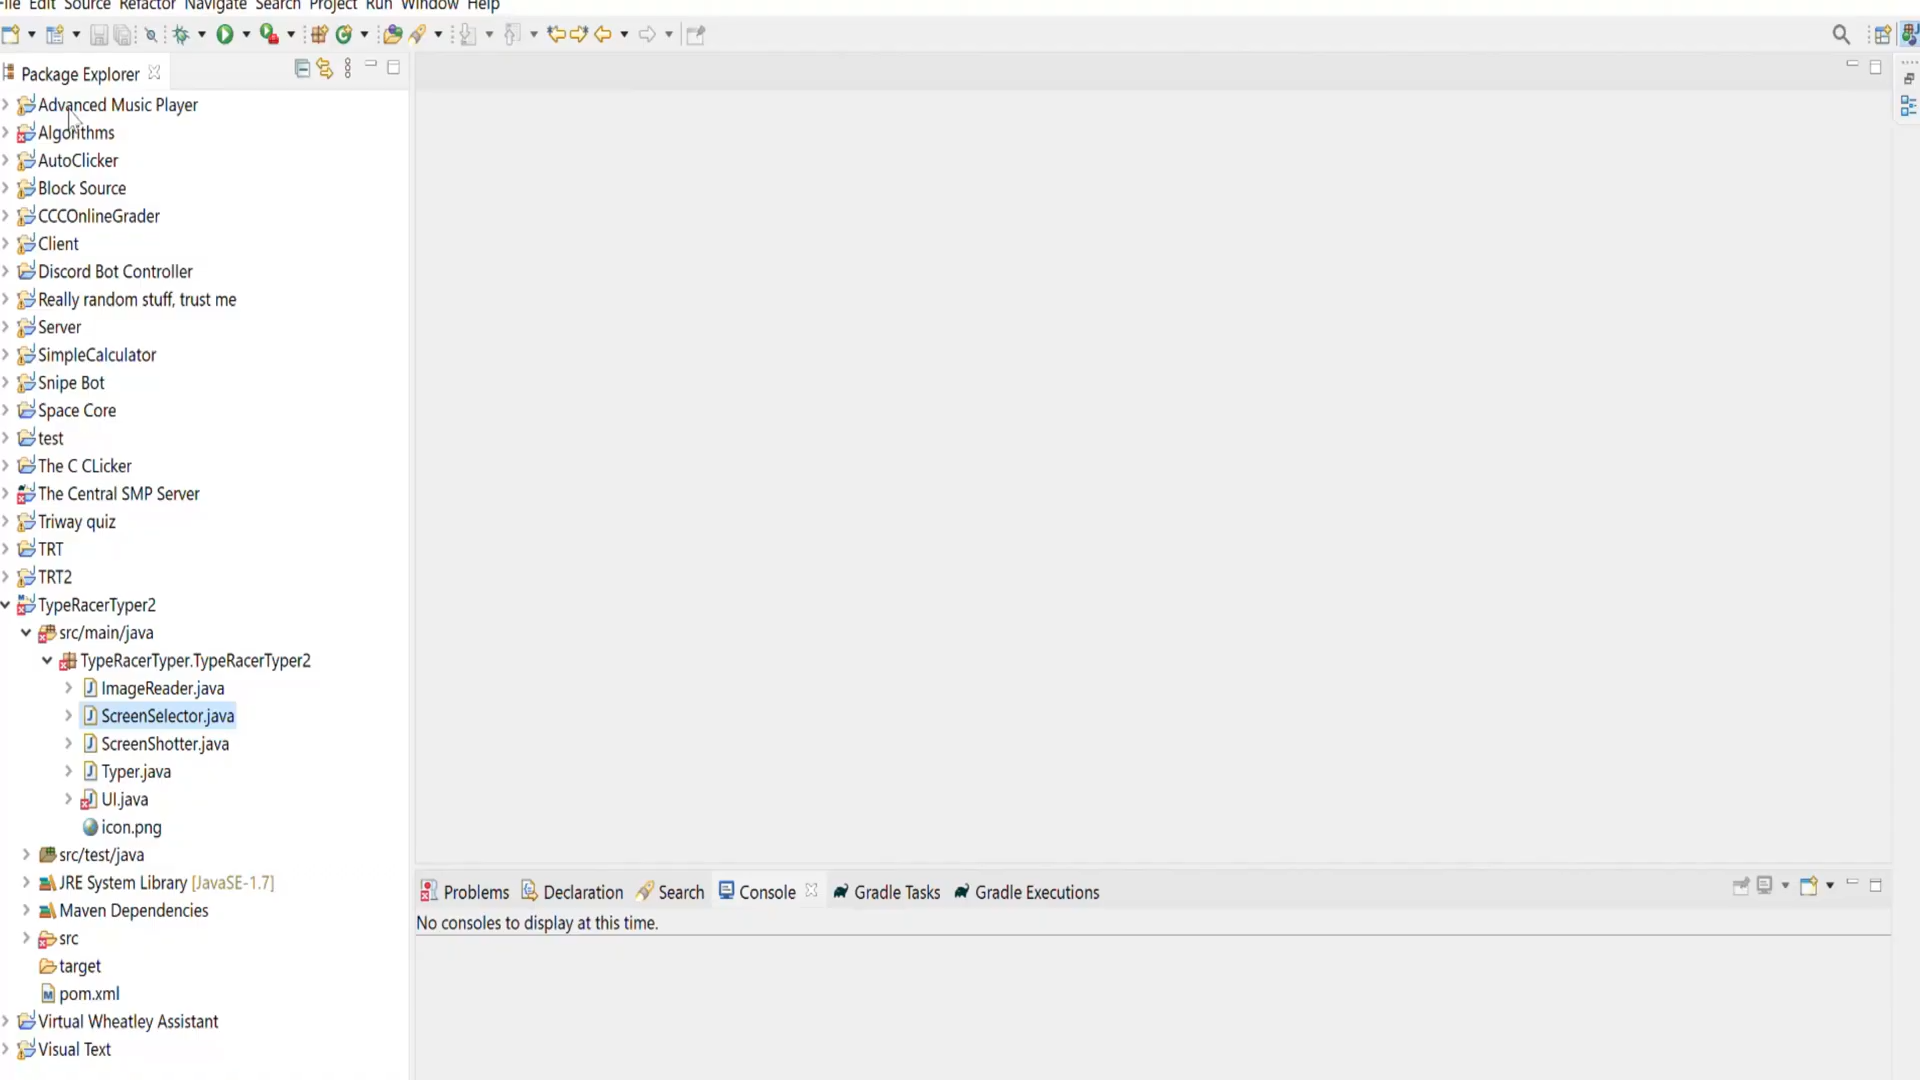 File Edit Source Refactor Navigate Search Project Run Window Help
Package Explorer
Advanced Music Player
Algorithms
AutoClicker
Block Source
CCCOnlineGrader
Client
Discord Bot Controller
Really random stuff, trust me
Server
SimpleCalculator
Snipe Bot
Space Core
test
The C CLicker
The Central SMP Server
Triway quiz
TRT
TRT2
TypeRacerTyper2
src/main/java
TypeRacerTyper.TypeRacerTyper2
ImageReader.java
ScreenSelector.java
ScreenShotter.java
Typer.java
UI.java
icon.png
src/test/java
JRE System Library [JavaSE-1.7]
Maven Dependencies
src
target
pom.xml
Virtual Wheatley Assistant
Visual Text
Problems Declaration Search Console Gradle Tasks Gradle Executions
No consoles to display at this time.